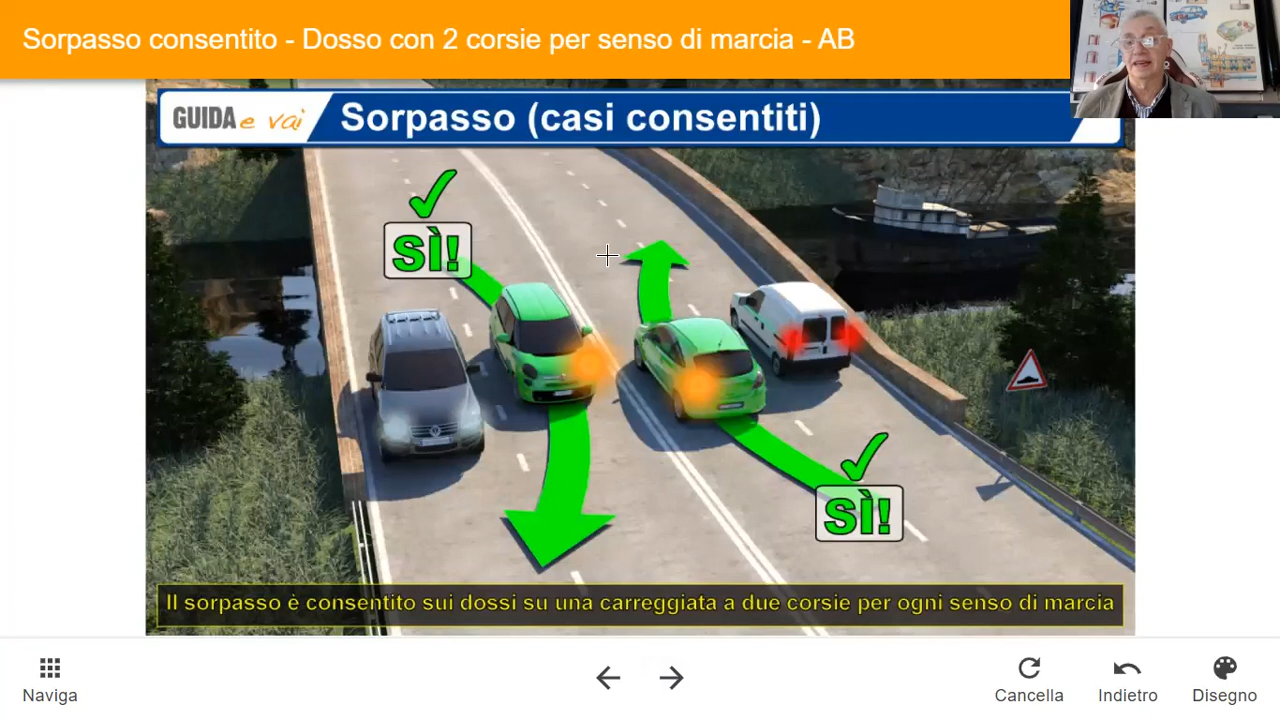 Sorpasso consentito - Dosso con 2 corsie per senso di marcia - AB
GUIDA e vai
Sorpasso (casi consentiti)
SÌ!
SÌ!
Il sorpasso è consentito sui dossi su una carreggiata a due corsie per ogni senso di marcia
Naviga
Cancella
Indietro
Disegno